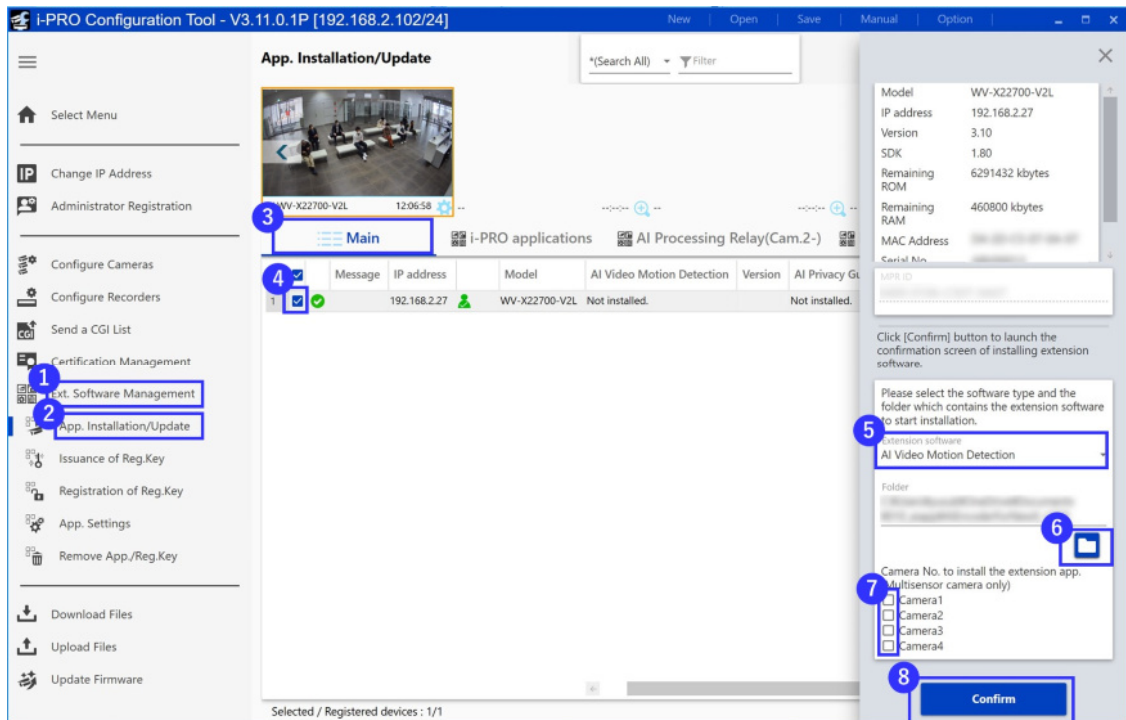 i-PRO Configuration Tool - V3.11.0.1P [192.168.2.102/24]
New | Open | Save | Manual | Option |
Select Menu
IP Change IP Address
Administrator Registration
Configure Cameras
Configure Recorders
CGI Send a CGI List
Certification Management
1
Ext. Software Management
2
App. Installation/Update
Issuance of Reg.Key
Registration of Reg.Key
App. Settings
Remove App./Reg.Key
Download Files
Upload Files
Update Firmware
App. Installation/Update
*(Search All) Filter
WV-X22700-V2L 12:06:58 --
--:--:-- --
--:--:-- --
3
Main i-PRO applications AI Processing Relay(Cam.2-)
4
Message IP address Model AI Video Motion Detection Version AI Privacy Gu
1 192.168.2.27 WV-X22700-V2L Not installed. Not installed.
Selected / Registered devices : 1/1
Model WV-X22700-V2L
IP address 192.168.2.27
Version 3.10
SDK 1.80
Remaining ROM 6291432 kbytes
Remaining RAM 460800 kbytes
MAC Address
Serial No
MPR ID
Click [Confirm] button to launch the
confirmation screen of installing extension
software.
Please select the software type and the
folder which contains the extension software
to start installation.
5
Extension software
AI Video Motion Detection
Folder
6
Camera No. to install the extension app.
(Multisensor camera only)
7
Camera1
Camera2
Camera3
Camera4
8
Confirm